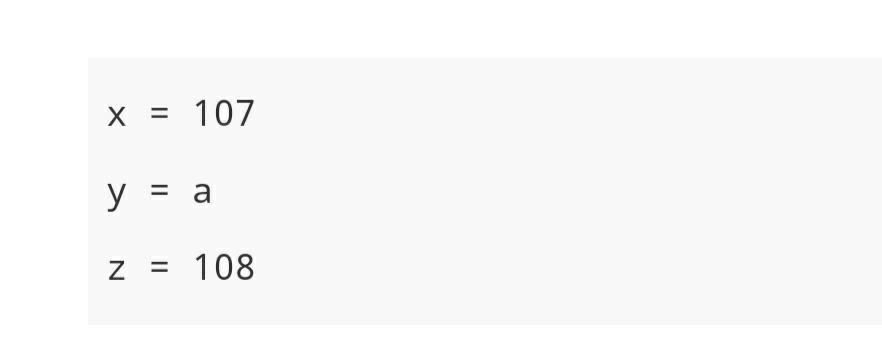 x = 107
y = a
z = 108